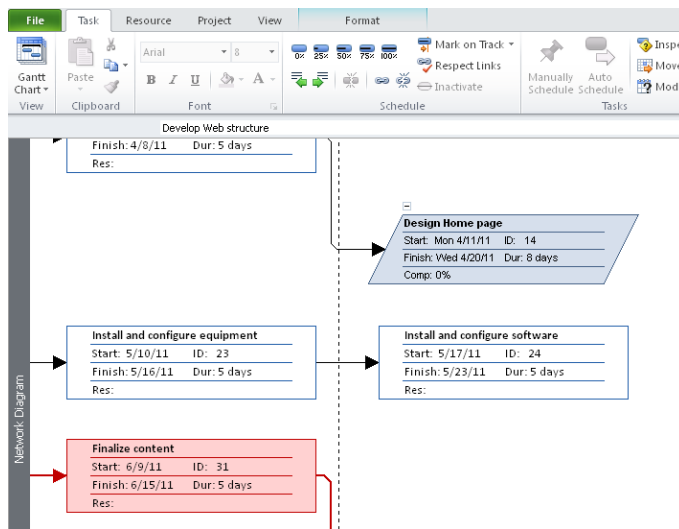 File Task Resource Project View Format
Arial 8
0% 25% 50% 75% 100%
Mark on Track
Respect Links
Inactivate
Gantt Chart
Paste
B I U A
Manually Schedule
Auto Schedule
View Clipboard Font Schedule Tasks
Develop Web structure
Finish: 4/8/11 Dur: 5 days
Res:
Design Home page
Start: Mon 4/11/11 ID: 14
Finish: Wed 4/20/11 Dur: 8 days
Comp: 0%
Install and configure equipment
Start: 5/10/11 ID: 23
Finish: 5/16/11 Dur: 5 days
Res:
Install and configure software
Start: 5/17/11 ID: 24
Finish: 5/23/11 Dur: 5 days
Res:
Network Diagram
Finalize content
Start: 6/9/11 ID: 31
Finish: 6/15/11 Dur: 5 days
Res: